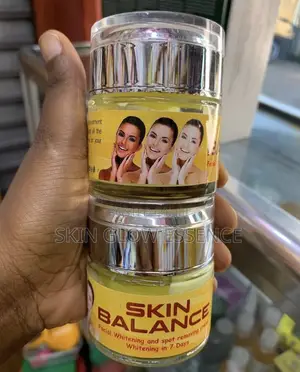 SKIN GLOW ESSENCE
SKIN
BALANCE
Facial Whitening and spot removing
Whitening in 7-Days